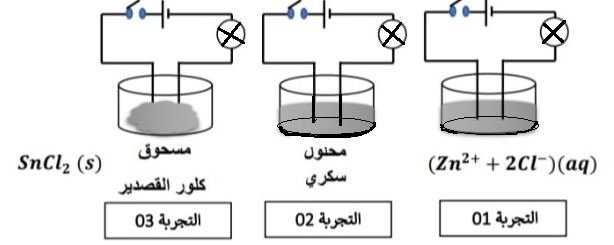 (Zn²⁺ + 2Cl⁻)(aq)
التجربة 01
محلول
سكري
التجربة 02
مسحوق
كلور القصدير
SnCl₂ (s)
التجربة 03